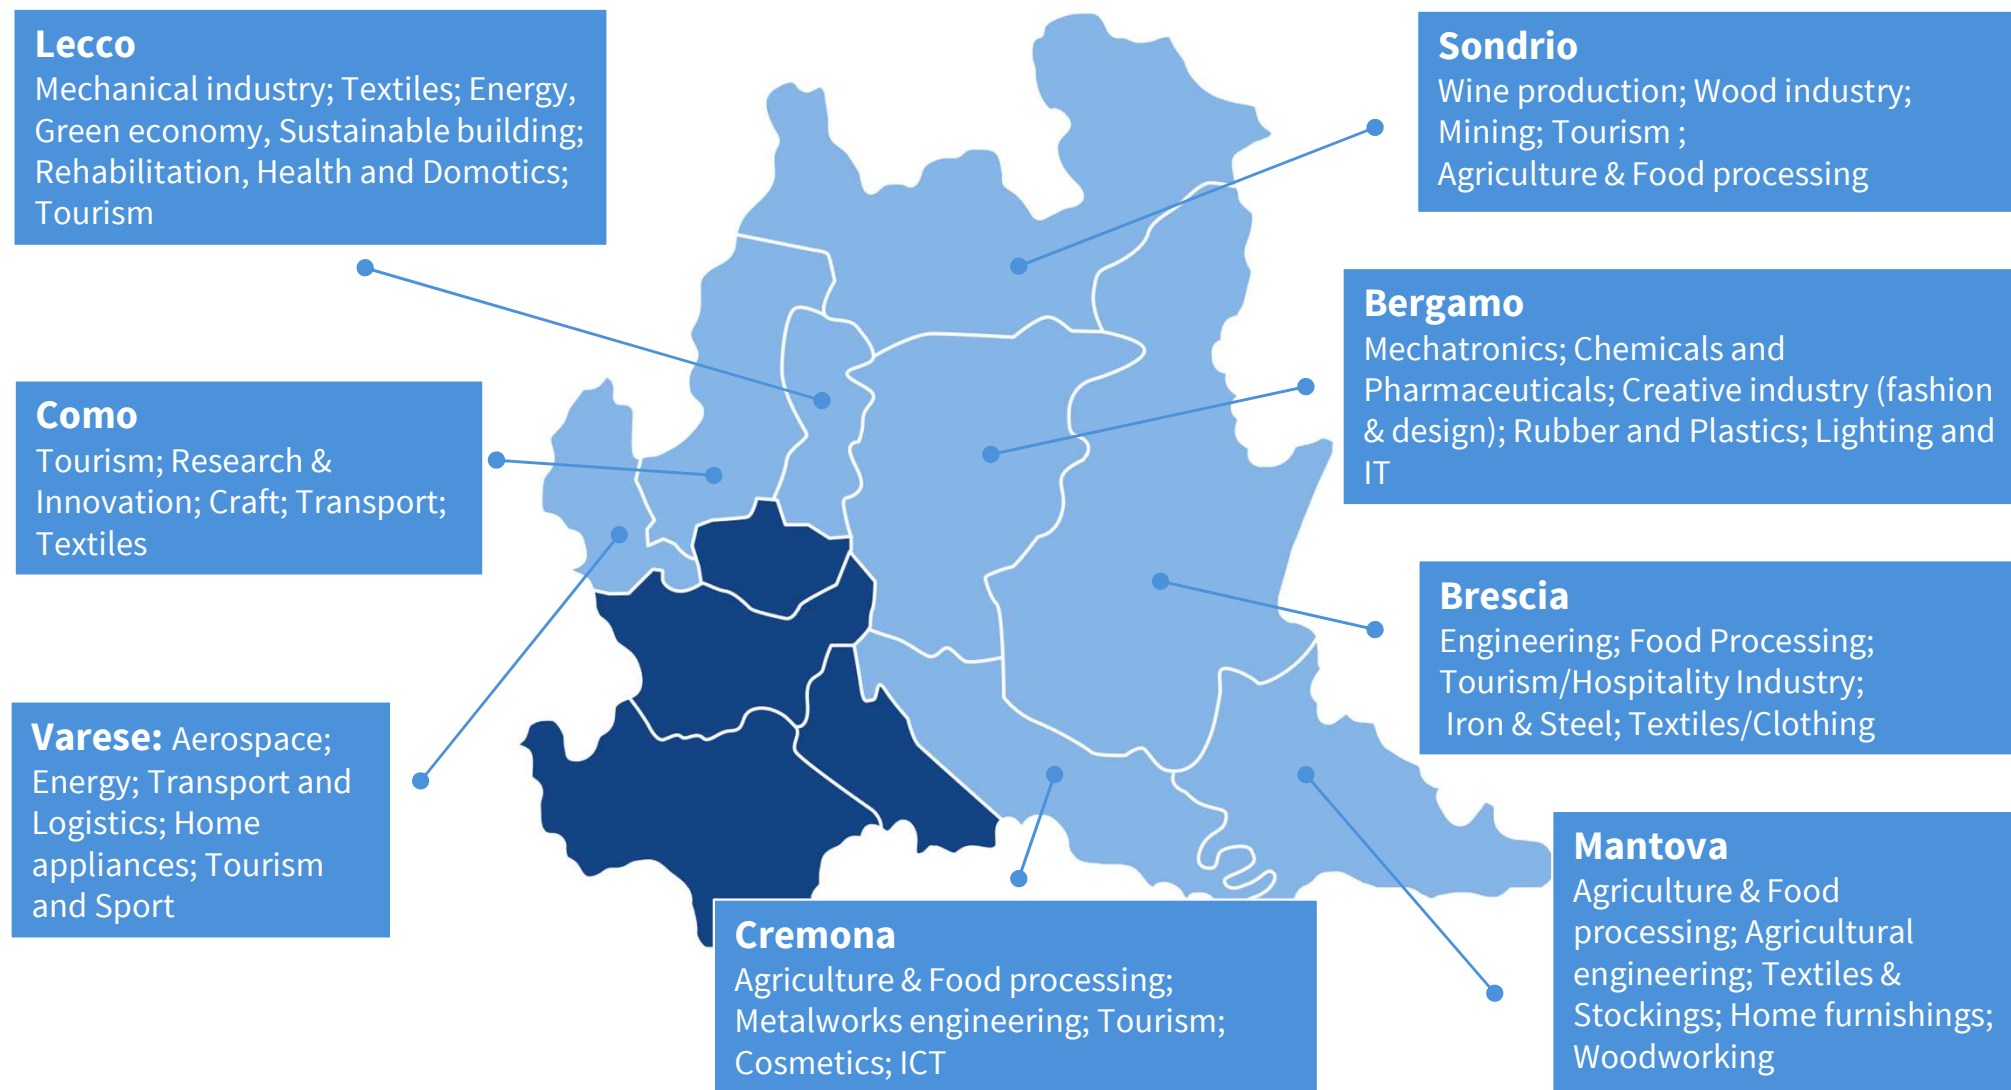 Lecco
Mechanical industry; Textiles; Energy,
Green economy, Sustainable building;
Rehabilitation, Health and Domotics;
Tourism
Sondrio
Wine production; Wood industry;
Mining; Tourism ;
Agriculture & Food processing
Bergamo
Mechatronics; Chemicals and
Pharmaceuticals; Creative industry (fashion
& design); Rubber and Plastics; Lighting and
IT
Como
Tourism; Research &
Innovation; Craft; Transport;
Textiles
Brescia
Engineering; Food Processing;
Tourism/Hospitality Industry;
Iron & Steel; Textiles/Clothing
Varese: Aerospace;
Energy; Transport and
Logistics; Home
appliances; Tourism
and Sport
Mantova
Agriculture & Food
processing; Agricultural
engineering; Textiles &
Stockings; Home furnishings;
Woodworking
Cremona
Agriculture & Food processing;
Metalworks engineering; Tourism;
Cosmetics; ICT